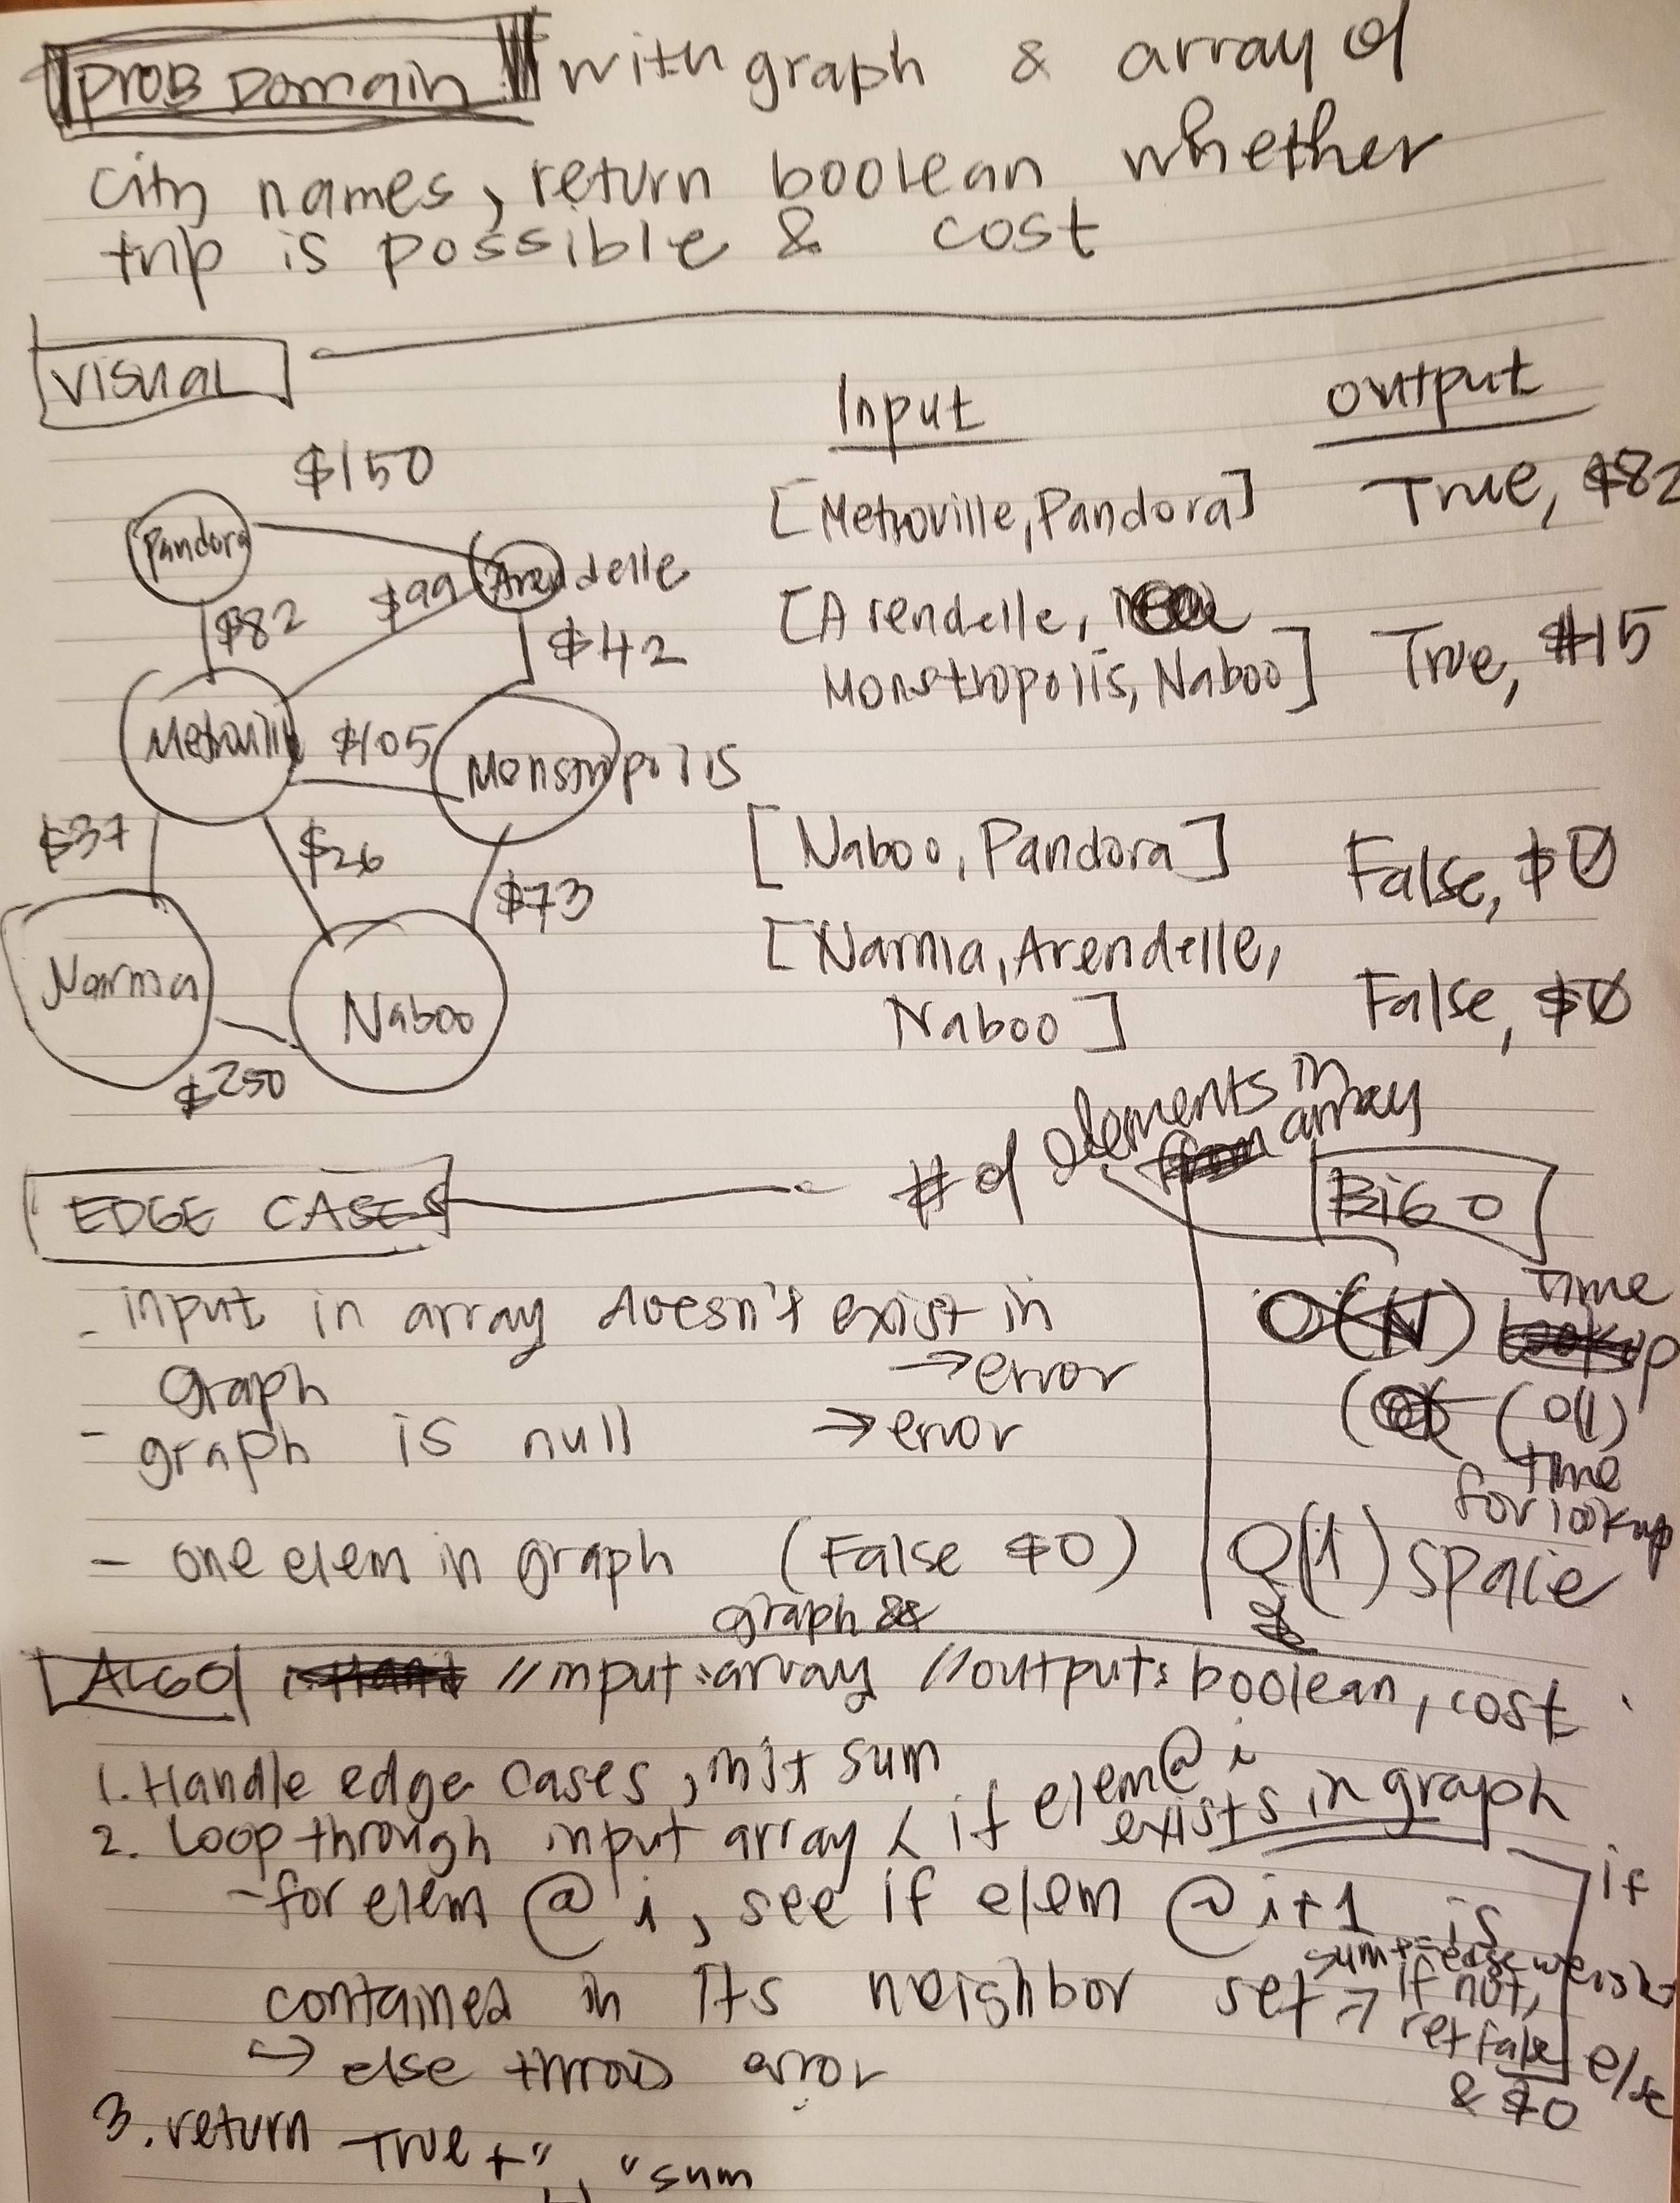 PROB Domain with graph & array of
city names, return boolean whether
trip is possible & cost
VISUAL
Input
output
$150
Pandora
Arendelle
$99
$82
$42
Metroville
$105
Monstropolis
$37
$26
$73
Narnia
Naboo
$250
[Metroville, Pandora] True, $82
[Arendelle,
Monstropolis, Naboo] True, $115
[Naboo, Pandora] False, $0
[Narnia, Arendelle,
Naboo] False, $0
# of elements in
array
EDGE CASES
- input in array doesn't exist in
graph → error
- graph is null → error
- one elem in graph (False $0)
BIG O
O(N) time
(O(1)
time
for lookup
O(1) space
graph &
ALGO //input: array //output: boolean, cost
1. Handle edge cases, init sum
2. Loop through input array & if elem @ i
exists in graph
- for elem @ i, see if elem @ i+1 is
contained in its neighbor set →
sum += edge weight
if not,
ret false
& $0
if
else
↳ else throw error
3. return True + ", " sum